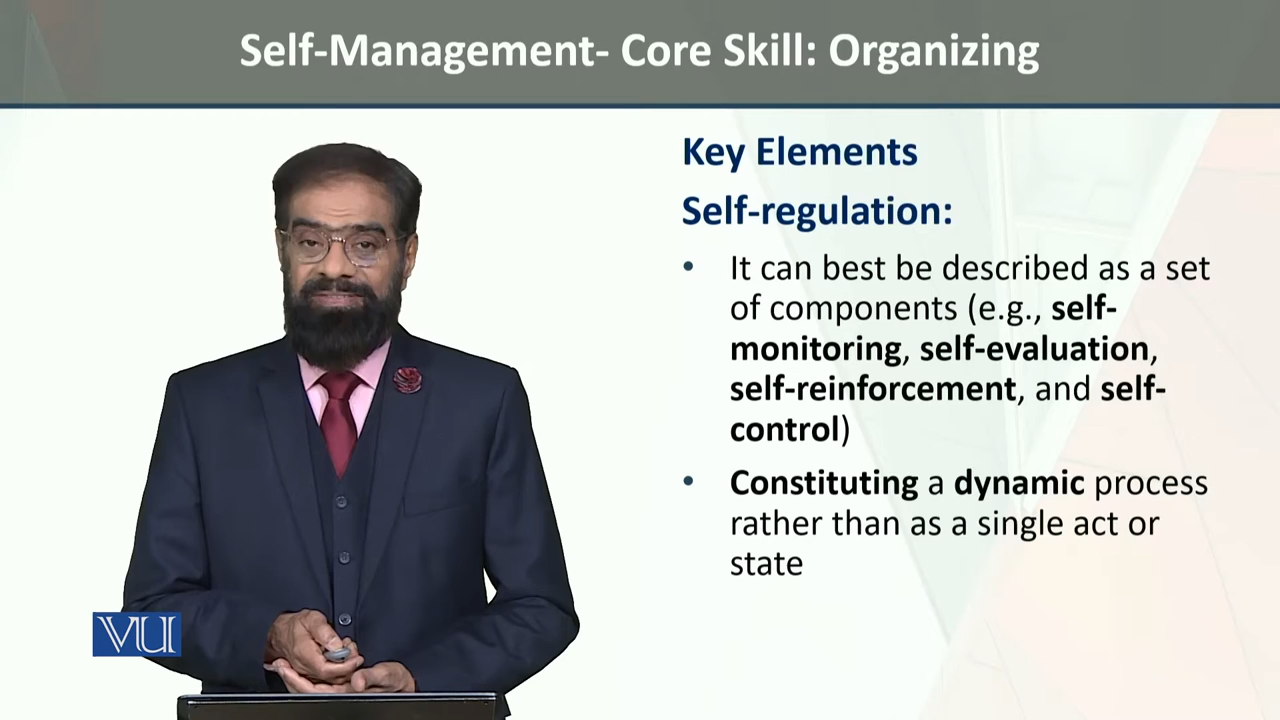 Self-Management- Core Skill: Organizing
Key Elements
Self-regulation:
• It can best be described as a set
of components (e.g., self-
monitoring, self-evaluation,
self-reinforcement, and self-
control)
• Constituting a dynamic process
rather than as a single act or
state
VU